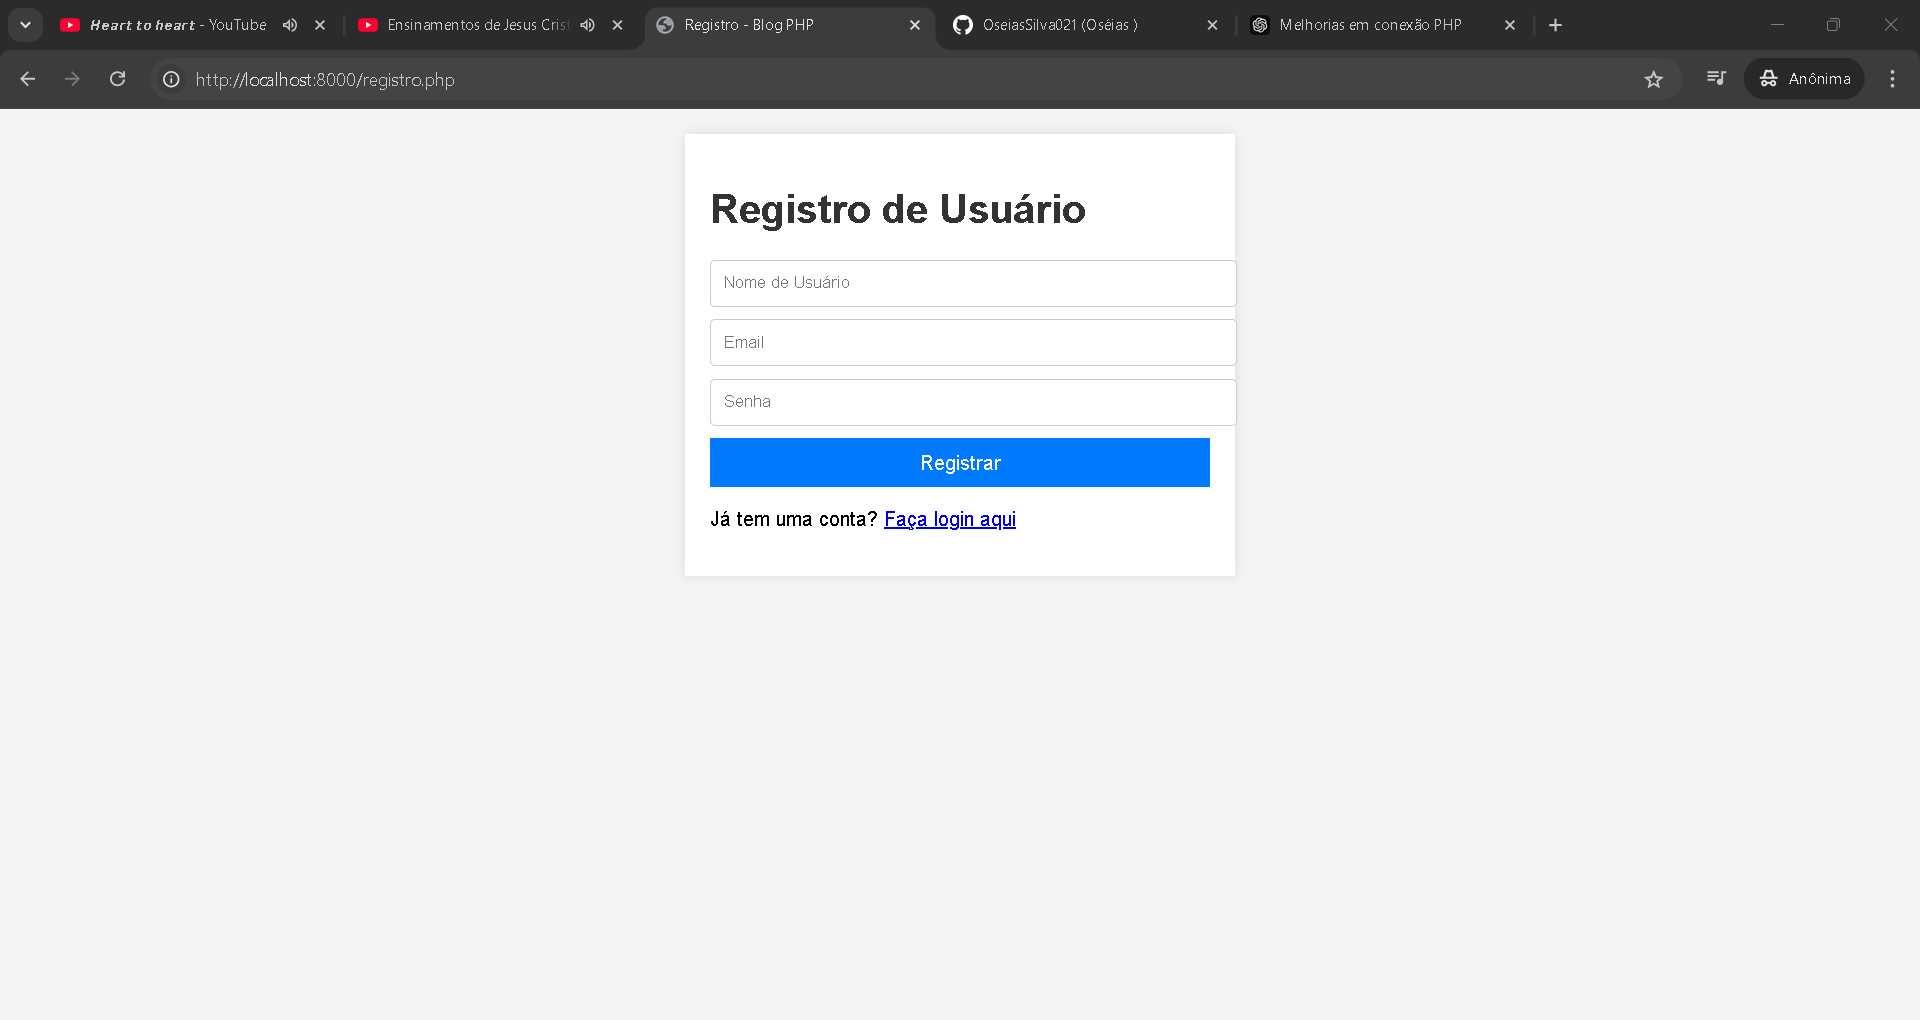 Heart to heart - YouTube
Ensinamentos de Jesus Crist
Registro - Blog PHP
OseiasSilva021 (Oséias )
Melhorias em conexão PHP
http://localhost:8000/registro.php
Anônima
Registro de Usuário
Nome de Usuário
Email
Senha
Registrar
Já tem uma conta? Faça login aqui